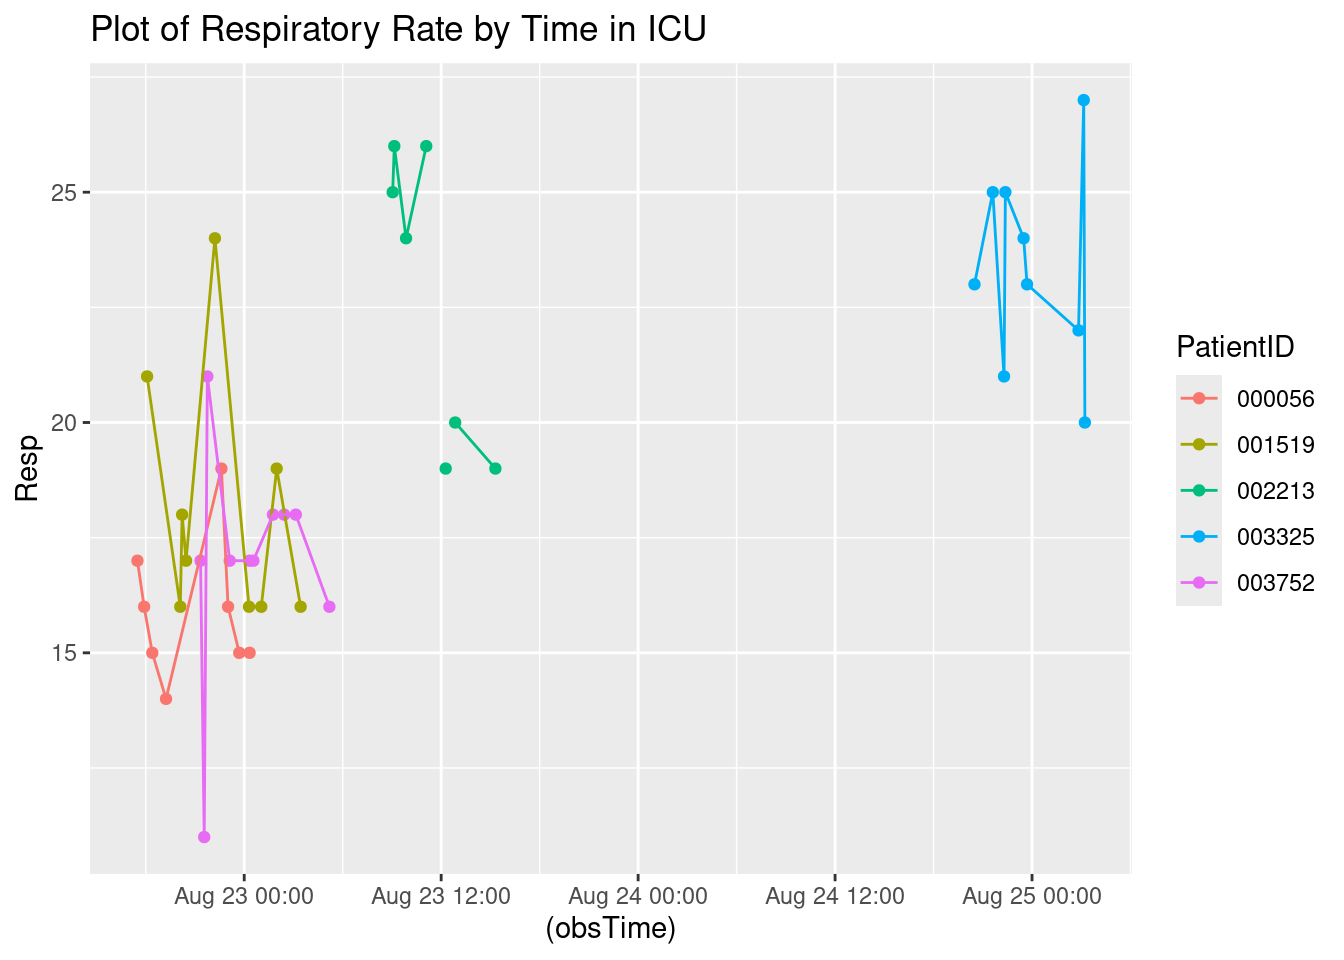 Plot of Respiratory Rate by Time in ICU
25
20
15
Resp
Aug 23 00:00
Aug 23 12:00
Aug 24 00:00
Aug 24 12:00
Aug 25 00:00
(obsTime)
PatientID
000056
001519
002213
003325
003752